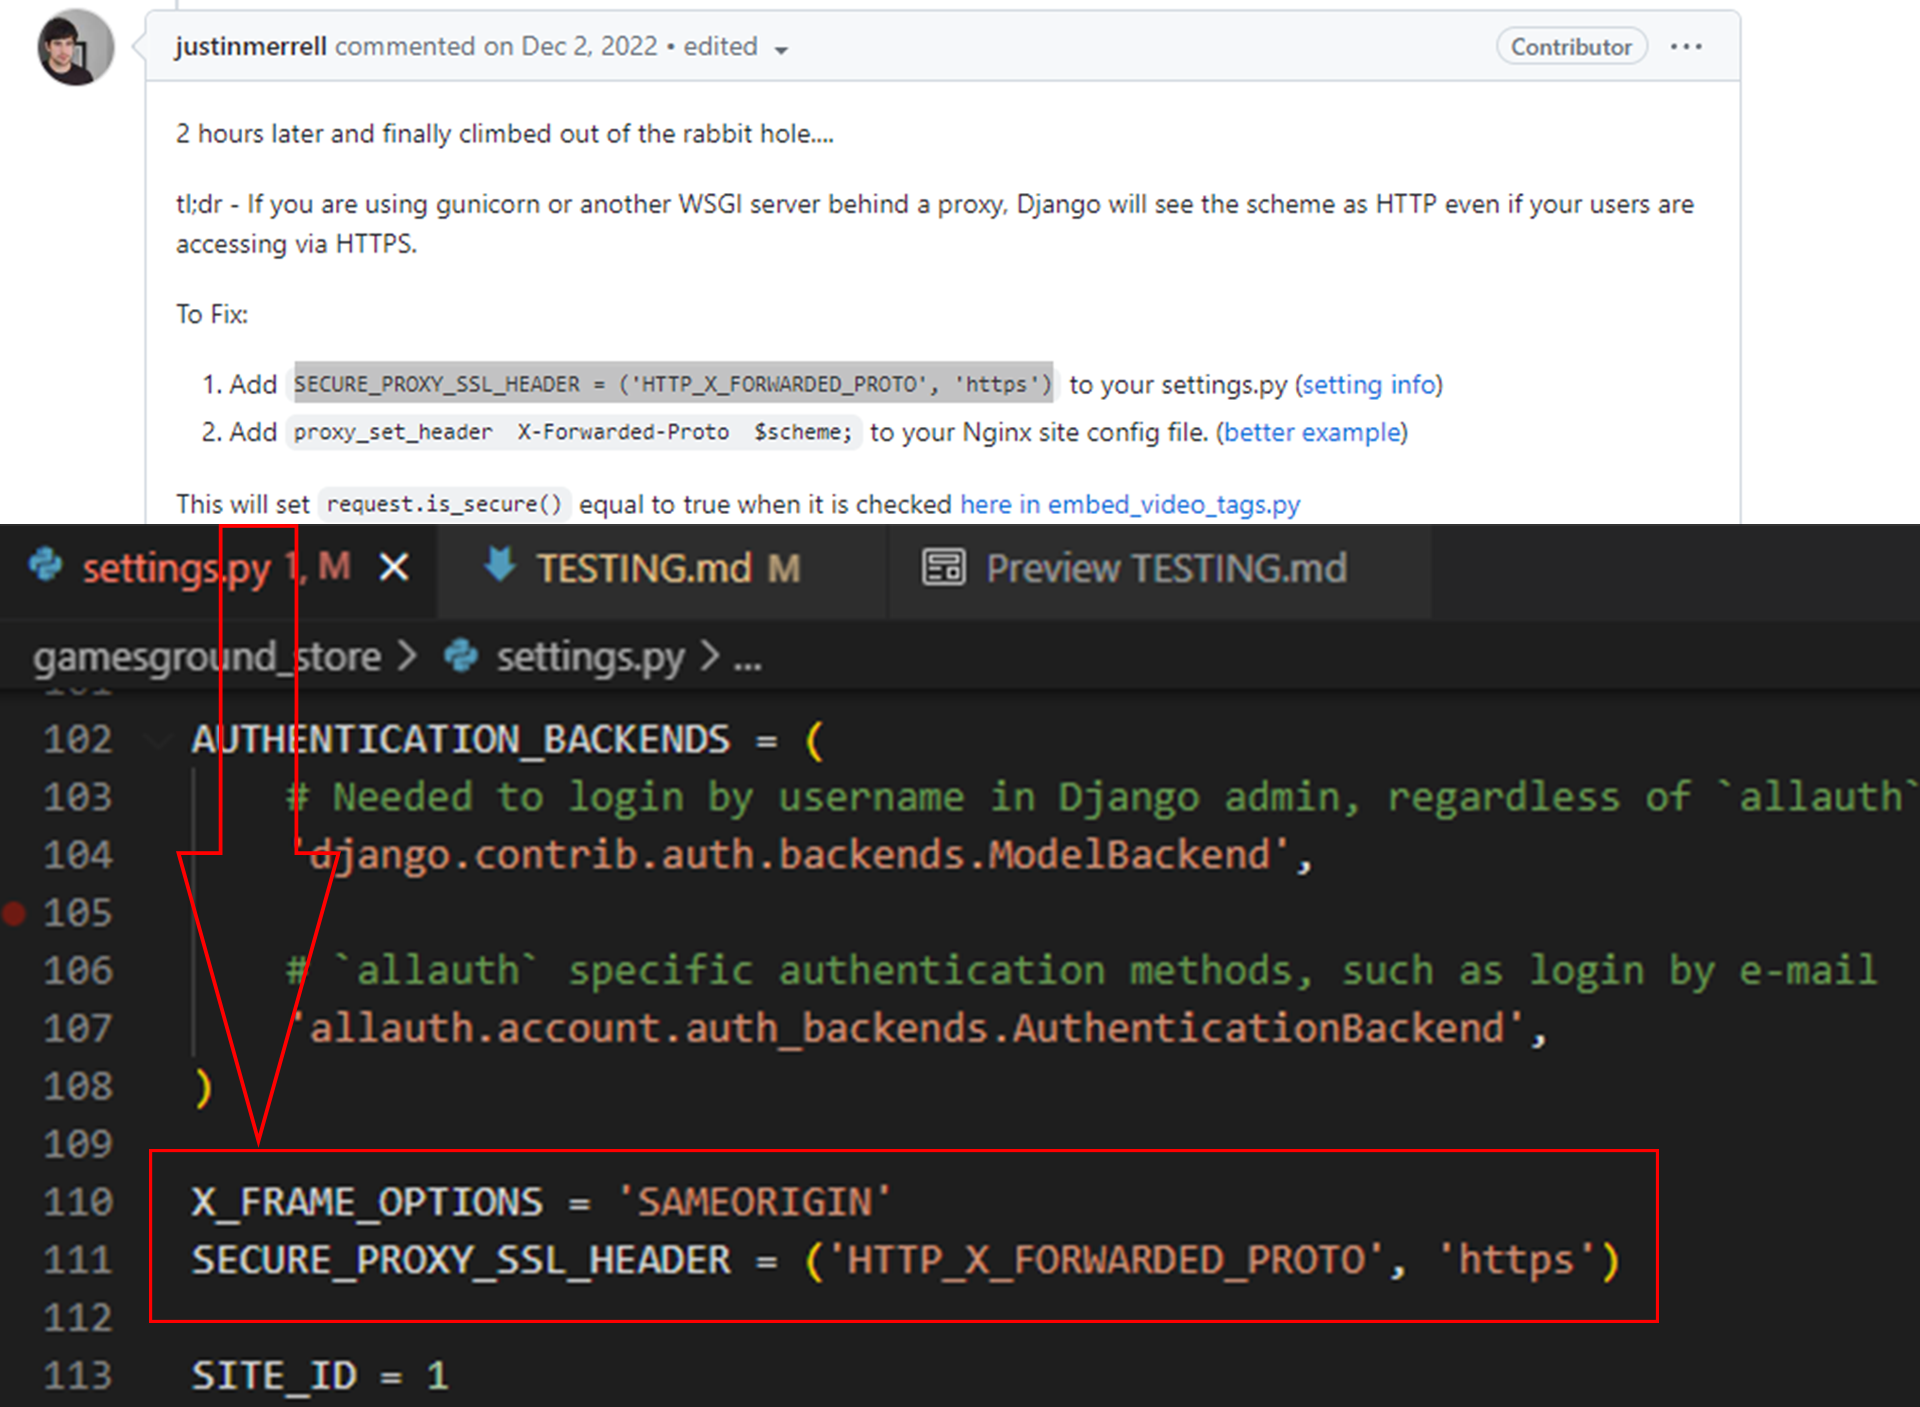 justinmerrell commented on Dec 2, 2022 • edited
Contributor
2 hours later and finally climbed out of the rabbit hole....
tl;dr - If you are using gunicorn or another WSGI server behind a proxy, Django will see the scheme as HTTP even if your users are
accessing via HTTPS.
To Fix:
1. Add SECURE_PROXY_SSL_HEADER = ('HTTP_X_FORWARDED_PROTO', 'https') to your settings.py (setting info)
2. Add proxy_set_header X-Forwarded-Proto $scheme; to your Nginx site config file. (better example)
This will set request.is_secure() equal to true when it is checked here in embed_video_tags.py
settings.py 1, M
TESTING.md M
Preview TESTING.md
gamesground_store > settings.py > ...
101
102 AUTHENTICATION_BACKENDS = (
103 # Needed to login by username in Django admin, regardless of `allauth`
104 'django.contrib.auth.backends.ModelBackend',
105
106 # `allauth` specific authentication methods, such as login by e-mail
107 'allauth.account.auth_backends.AuthenticationBackend',
108 )
109
110 X_FRAME_OPTIONS = 'SAMEORIGIN'
111 SECURE_PROXY_SSL_HEADER = ('HTTP_X_FORWARDED_PROTO', 'https')
112
113 SITE_ID = 1